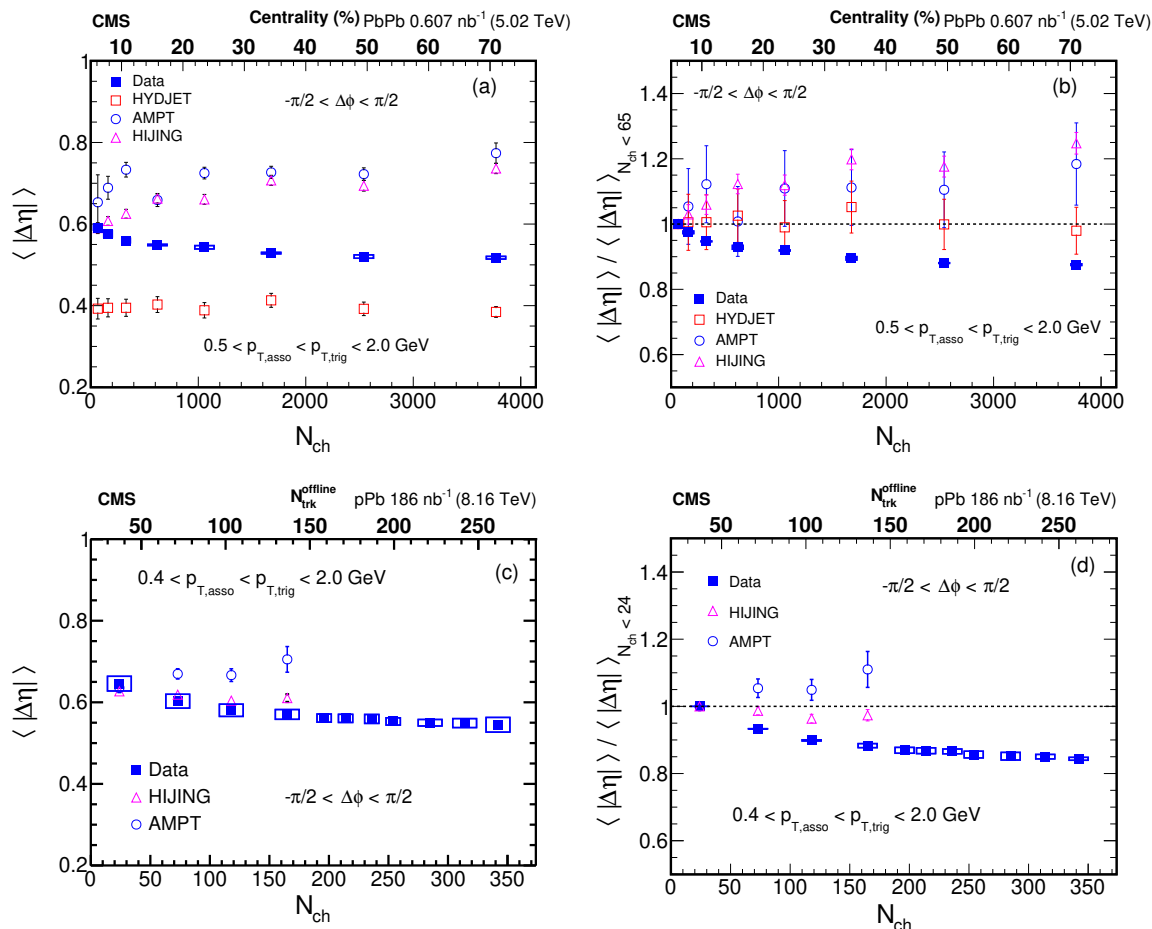 CMS Centrality (%) PbPb 0.607 nb⁻¹ (5.02 TeV)
10 20 30 40 50 60 70
1
Data
HYDJET
AMPT
HIJING
-π/2 < Δϕ < π/2
(a)
0.8
0.6
0.4
0.2
⟨ |Δη| ⟩
0.5 < p_T,asso < p_T,trig < 2.0 GeV
0 1000 2000 3000 4000
N_ch
CMS Centrality (%) PbPb 0.607 nb⁻¹ (5.02 TeV)
10 20 30 40 50 60 70
-π/2 < Δϕ < π/2
(b)
1.4
1.2
1
0.8
0.6
⟨ |Δη| ⟩ / ⟨ |Δη| ⟩_N_ch < 65
Data
HYDJET
AMPT
HIJING
0.5 < p_T,asso < p_T,trig < 2.0 GeV
0 1000 2000 3000 4000
N_ch
CMS N_trk^offline pPb 186 nb⁻¹ (8.16 TeV)
50 100 150 200 250
1
0.4 < p_T,asso < p_T,trig < 2.0 GeV
(c)
0.8
0.6
0.4
0.2
⟨ |Δη| ⟩
Data
HIJING
AMPT
-π/2 < Δϕ < π/2
0 50 100 150 200 250 300 350
N_ch
CMS N_trk^offline pPb 186 nb⁻¹ (8.16 TeV)
50 100 150 200 250
Data
HIJING
AMPT
-π/2 < Δϕ < π/2
(d)
1.4
1.2
1
0.8
0.6
⟨ |Δη| ⟩ / ⟨ |Δη| ⟩_N_ch < 24
0.4 < p_T,asso < p_T,trig < 2.0 GeV
0 50 100 150 200 250 300 350
N_ch